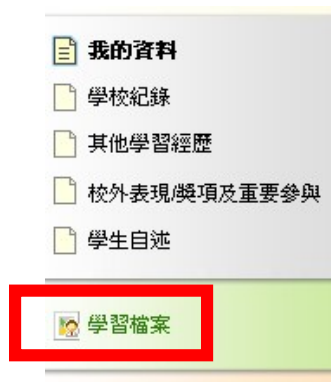 我的資料
學校紀錄
其他學習經歷
校外表現/獎項及重要參與
學生自述
學習檔案